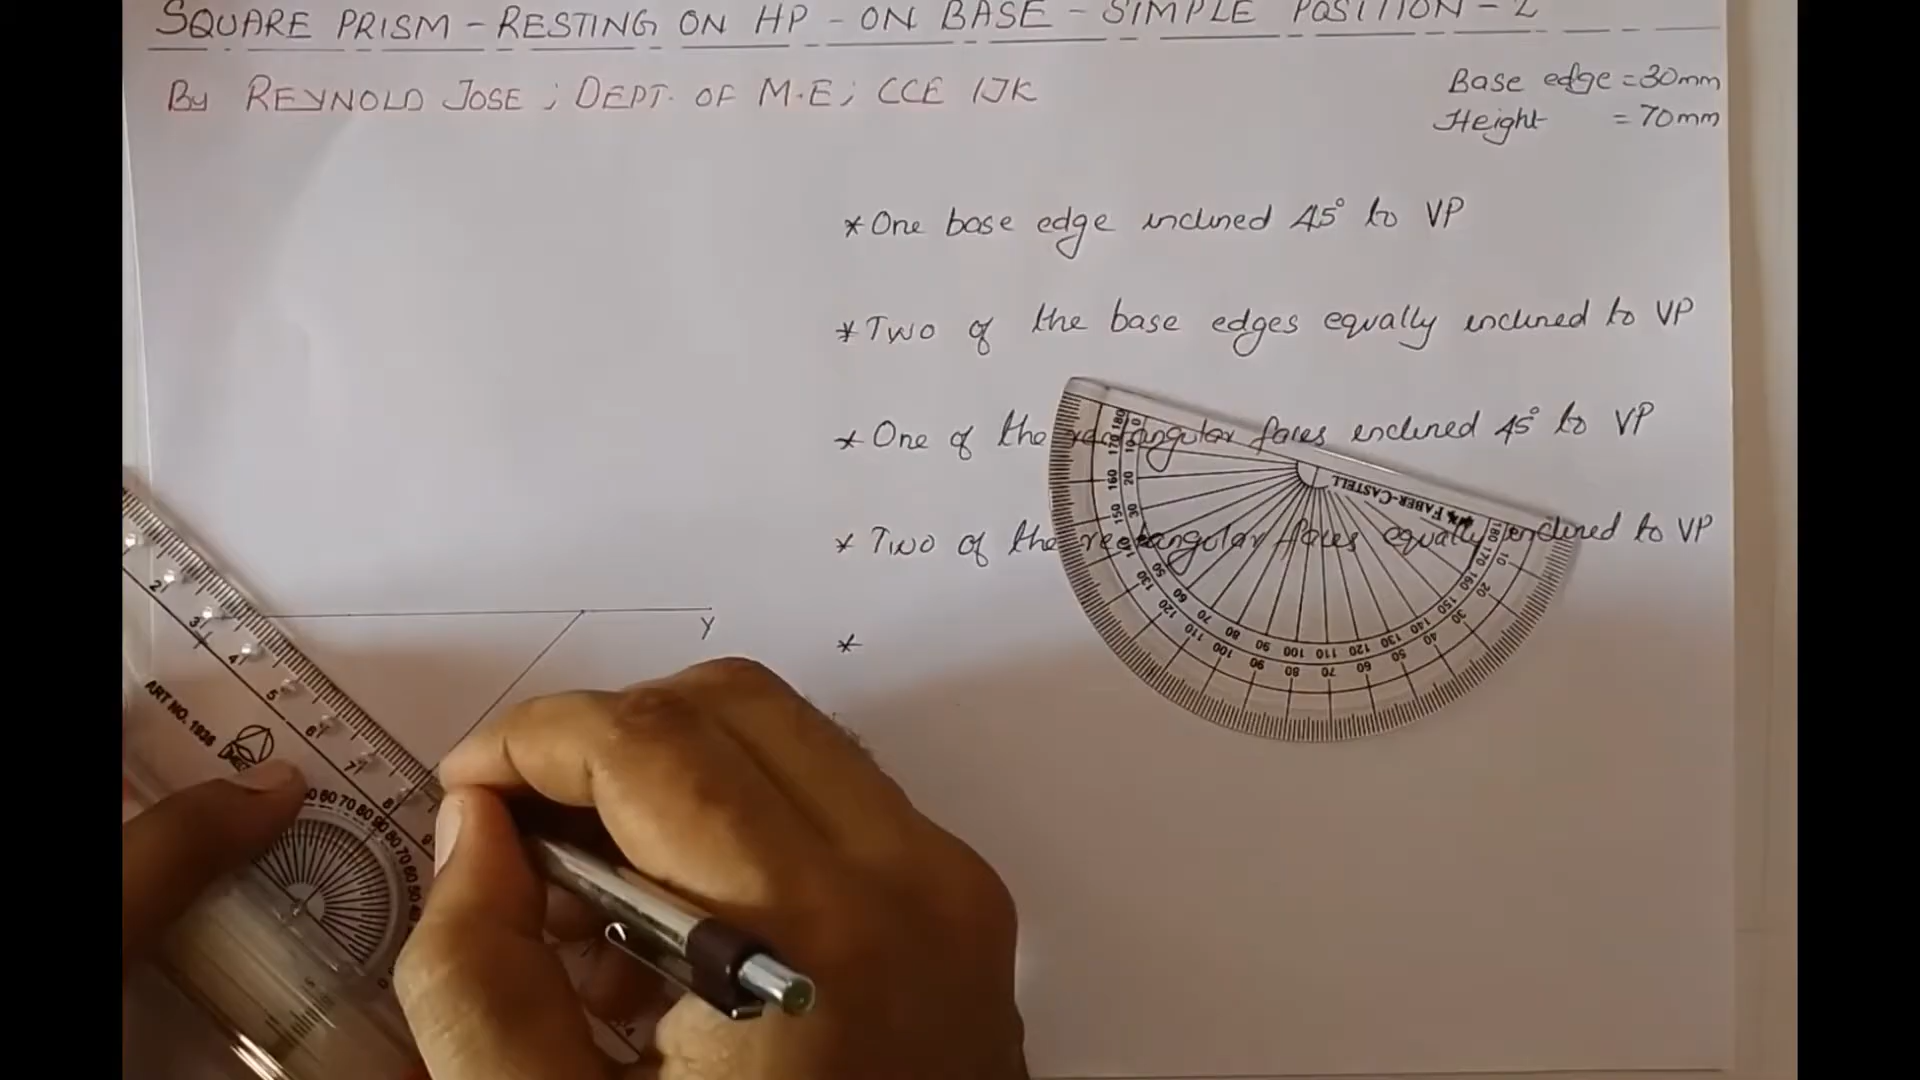 SQUARE PRISM - RESTING ON HP - ON BASE - SIMPLE POSITION - 2
By REYNOLD JOSE ; DEPT. OF M.E ; CCE IJK
Base edge = 30mm
Height = 70mm
* One base edge inclined 45° to VP
* Two of the base edges equally inclined to VP
* One of the rectangular faces inclined 45° to VP
* Two of the rectangular faces equally inclined to VP
*
Y
FABER-CASTELL
ART NO. 1936